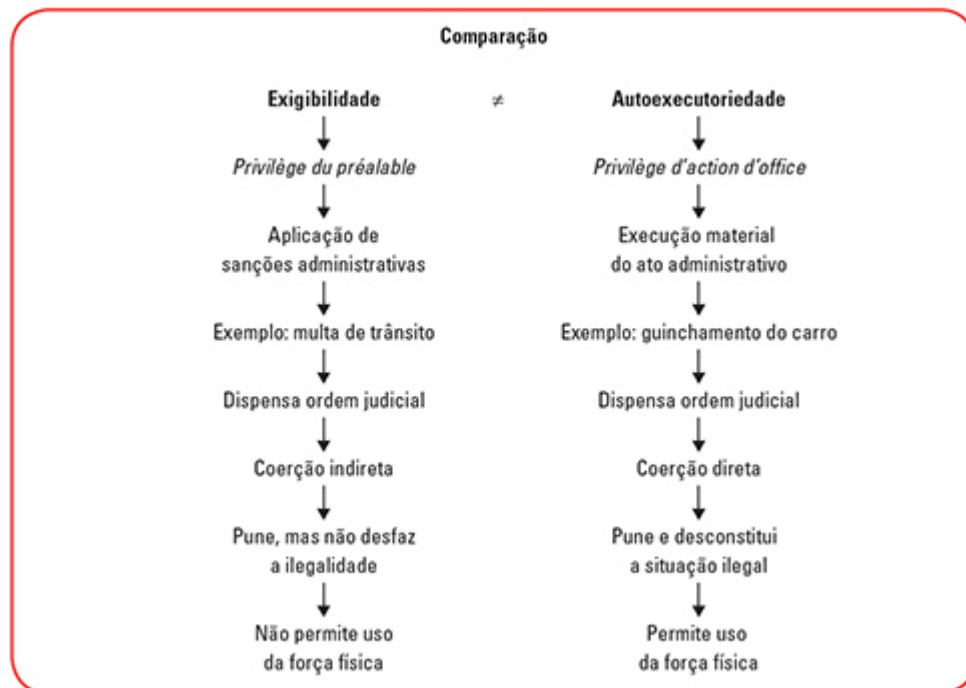 Comparação
Exigibilidade ≠ Autoexecutoriedade
Privilège du préalable
Privilège d'action d'office
Aplicação de
sanções administrativas
Execução material
do ato administrativo
Exemplo: multa de trânsito
Exemplo: guinchamento do carro
Dispensa ordem judicial
Dispensa ordem judicial
Coerção indireta
Coerção direta
Pune, mas não desfaz
a ilegalidade
Pune e desconstitui
a situação ilegal
Não permite uso
da força física
Permite uso
da força física